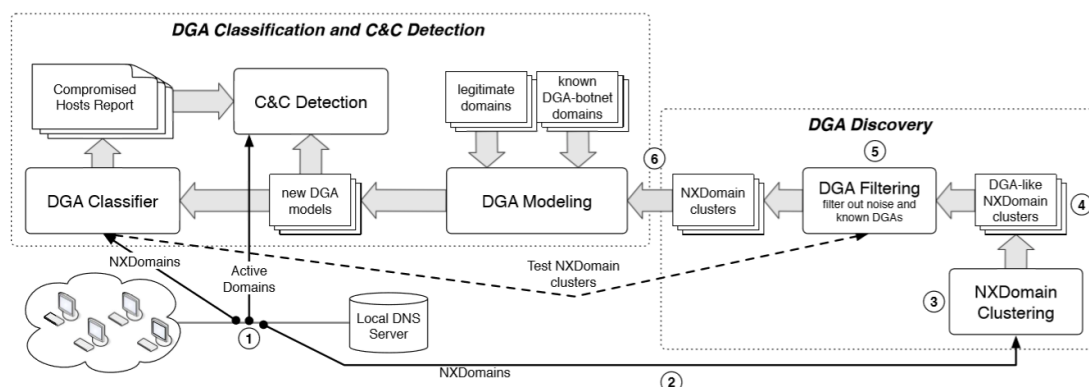 DGA Classification and C&C Detection
Compromised
Hosts Report
C&C Detection
legitimate
domains
known
DGA-botnet
domains
DGA Classifier
new DGA
models
DGA Modeling
6
DGA Discovery
5
NXDomain
clusters
DGA Filtering
filter out noise and
known DGAs
DGA-like
NXDomain
clusters
4
NXDomains
Active
Domains
Test NXDomain
clusters
3
NXDomain
Clustering
1
Local DNS
Server
NXDomains
2